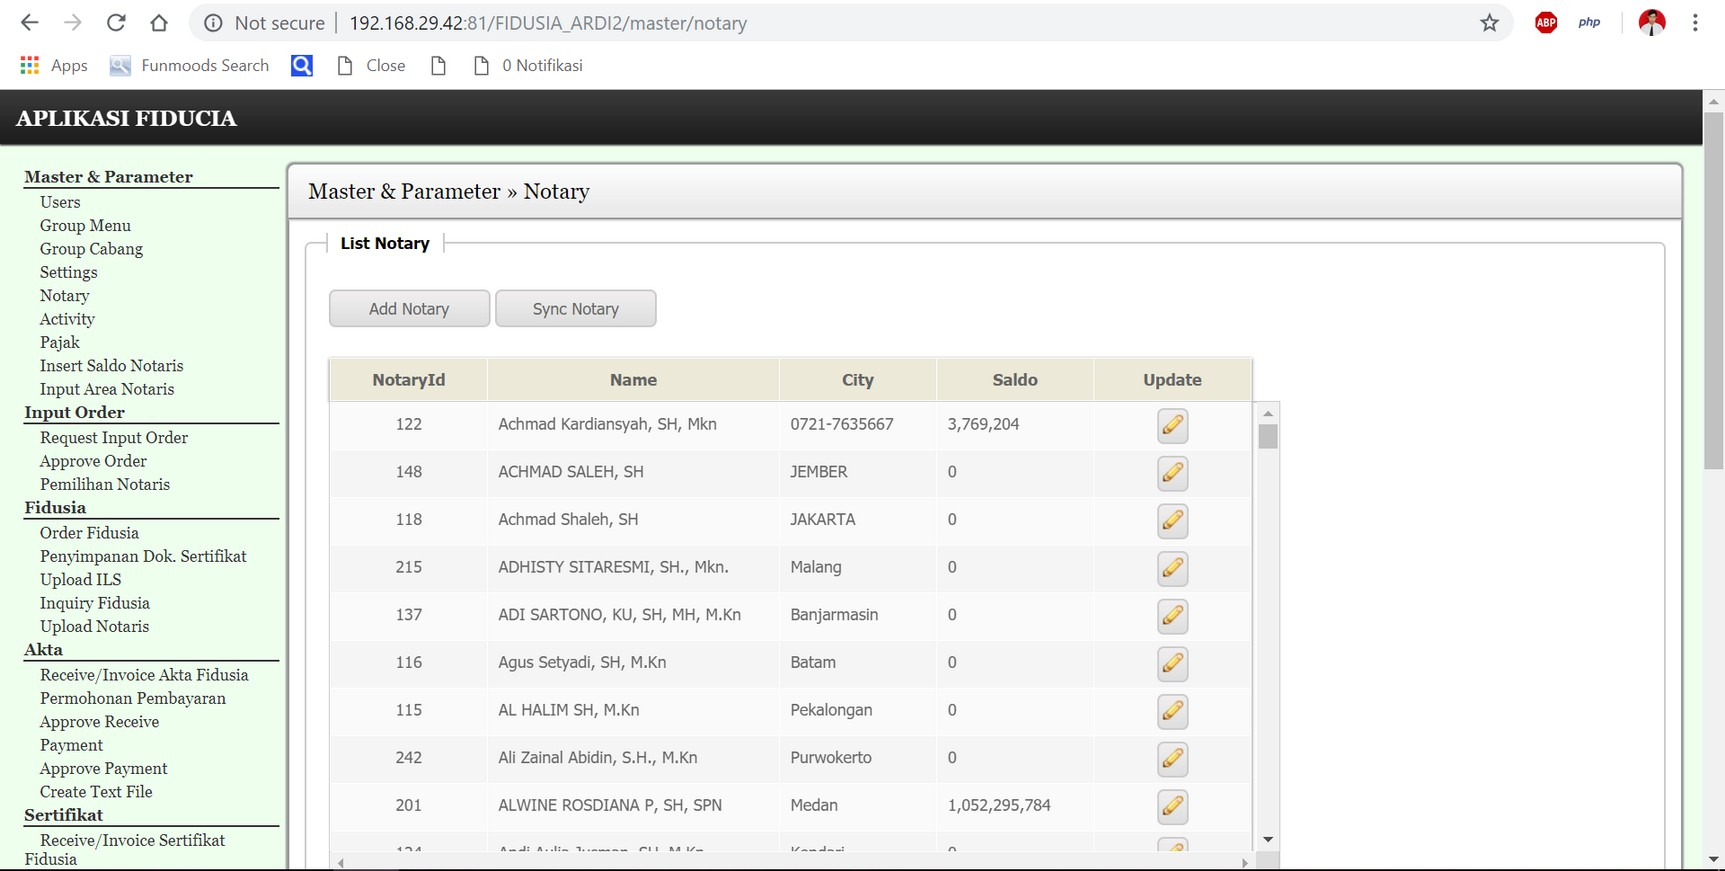 Not secure
192.168.29.42:81/FIDUSIA_ARDI2/master/notary
ABP
php
Apps
Funmoods Search
Close
0 Notifikasi
APLIKASI FIDUCIA
Master & Parameter
Users
Group Menu
Group Cabang
Settings
Notary
Activity
Pajak
Insert Saldo Notaris
Input Area Notaris
Input Order
Request Input Order
Approve Order
Pemilihan Notaris
Fidusia
Order Fidusia
Penyimpanan Dok. Sertifikat
Upload ILS
Inquiry Fidusia
Upload Notaris
Akta
Receive/Invoice Akta Fidusia
Permohonan Pembayaran
Approve Receive
Payment
Approve Payment
Create Text File
Sertifikat
Receive/Invoice Sertifikat
Fidusia
Master & Parameter » Notary
List Notary
Add Notary Sync Notary
NotaryId Name City Saldo Update
122 Achmad Kardiansyah, SH, Mkn 0721-7635667 3,769,204
148 ACHMAD SALEH, SH JEMBER 0
118 Achmad Shaleh, SH JAKARTA 0
215 ADHISTY SITARESMI, SH., Mkn. Malang 0
137 ADI SARTONO, KU, SH, MH, M.Kn Banjarmasin 0
116 Agus Setyadi, SH, M.Kn Batam 0
115 AL HALIM SH, M.Kn Pekalongan 0
242 Ali Zainal Abidin, S.H., M.Kn Purwokerto 0
201 ALWINE ROSDIANA P, SH, SPN Medan 1,052,295,784